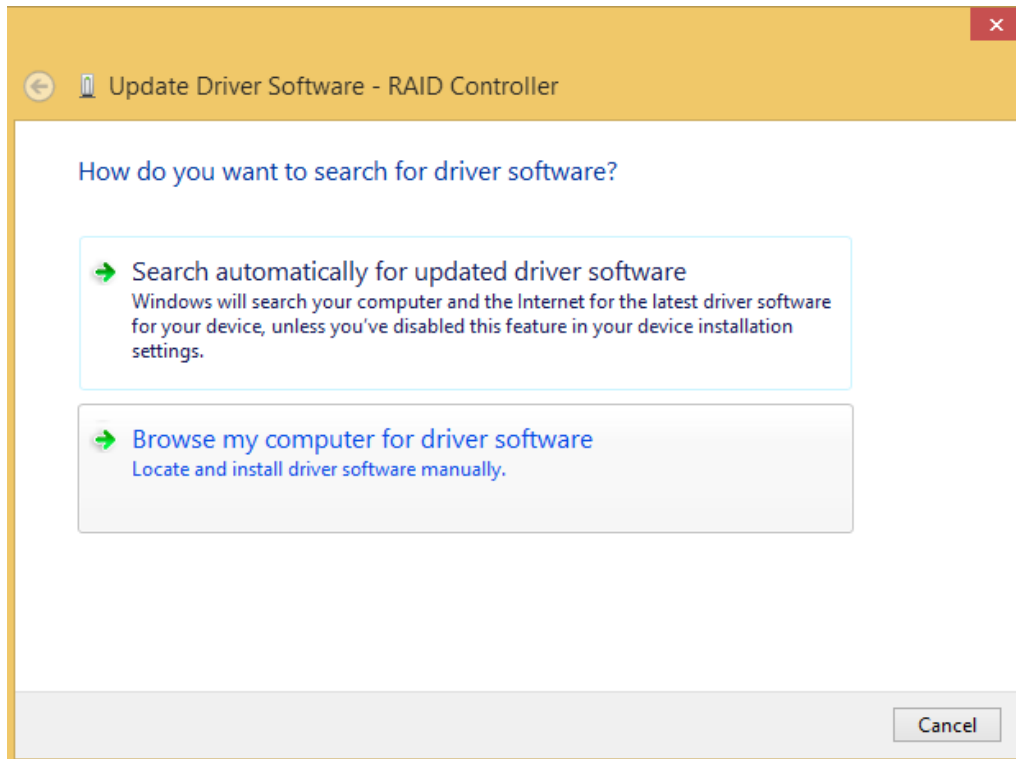 Update Driver Software - RAID Controller
How do you want to search for driver software?
Search automatically for updated driver software
Windows will search your computer and the Internet for the latest driver software
for your device, unless you've disabled this feature in your device installation
settings.
Browse my computer for driver software
Locate and install driver software manually.
Cancel